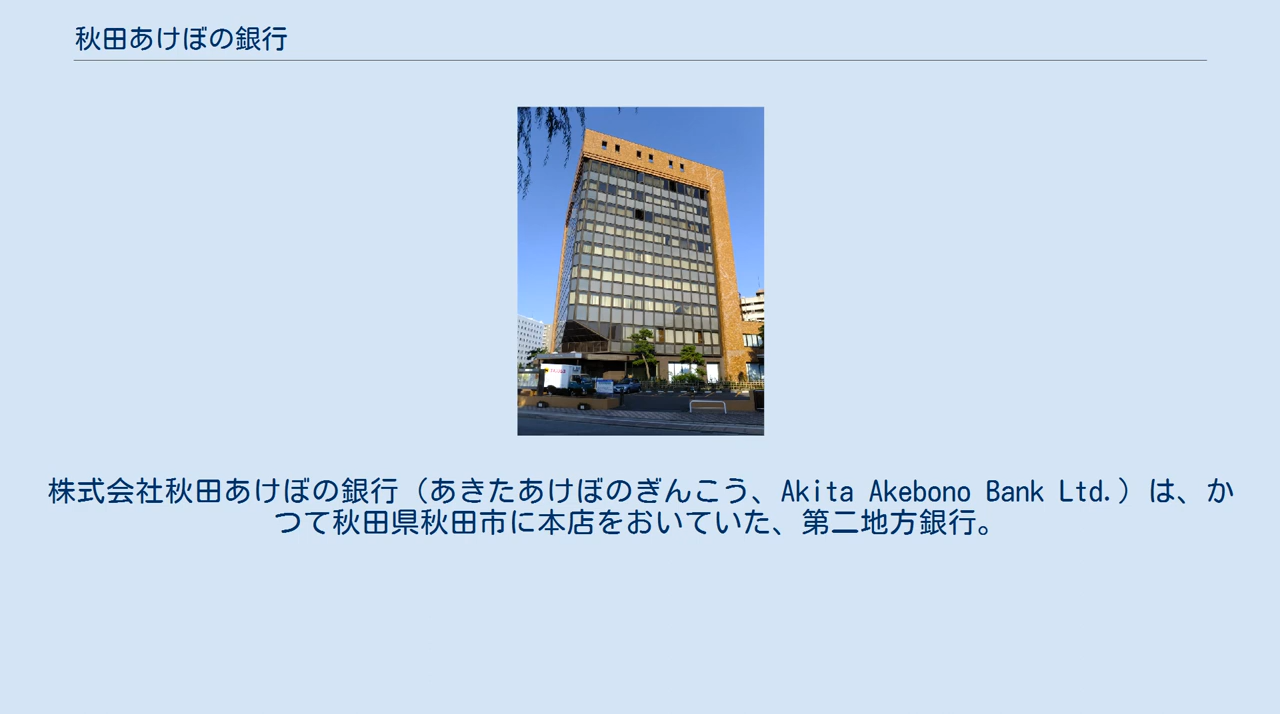 秋田あけぼの銀行
株式会社秋田あけぼの銀行（あきたあけぼのぎんこう、Akita Akebono Bank Ltd.）は、か
つて秋田県秋田市に本店をおいていた、第二地方銀行。